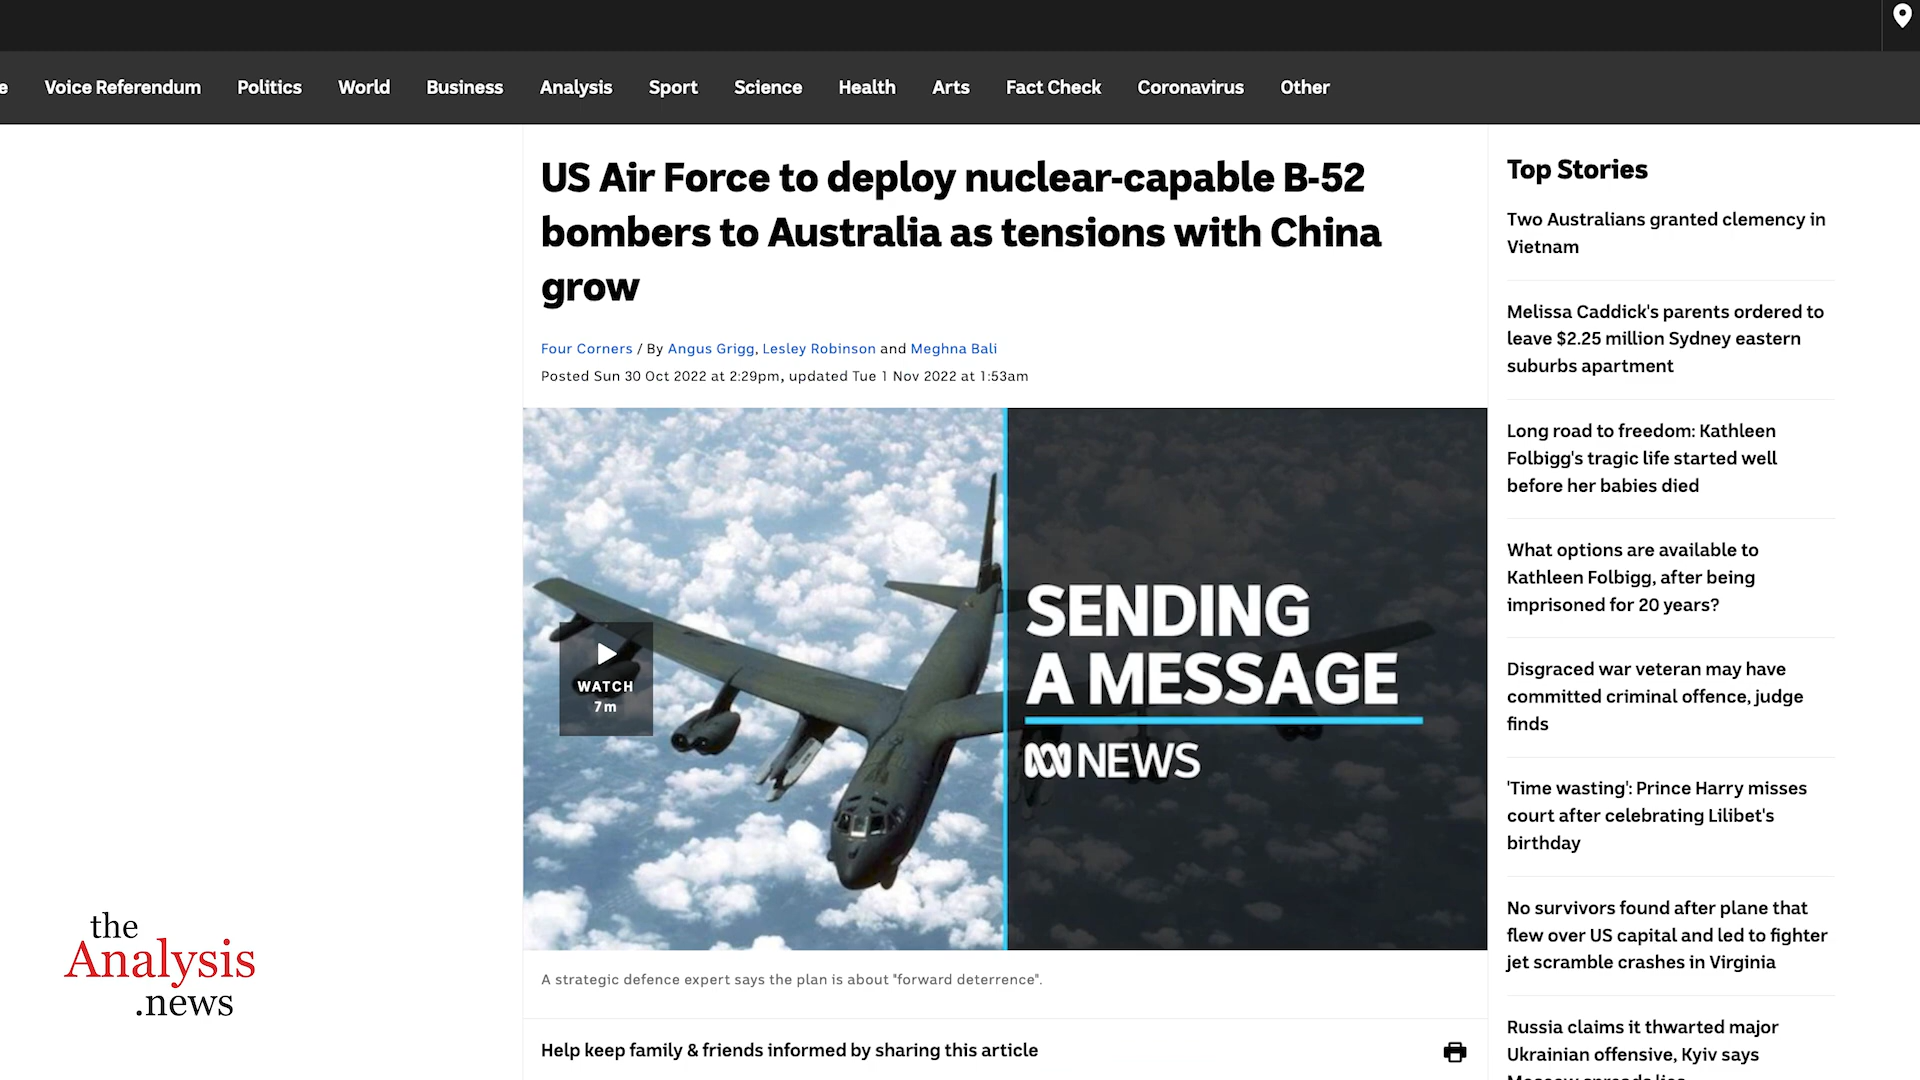 Voice Referendum Politics World Business Analysis Sport Science Health Arts Fact Check Coronavirus Other
US Air Force to deploy nuclear-capable B-52
bombers to Australia as tensions with China
grow
Four Corners / By Angus Grigg, Lesley Robinson and Meghna Bali
Posted Sun 30 Oct 2022 at 2:29pm, updated Tue 1 Nov 2022 at 1:53am
WATCH
7m
SENDING
A MESSAGE
NEWS
A strategic defence expert says the plan is about "forward deterrence".
Help keep family & friends informed by sharing this article
Top Stories
Two Australians granted clemency in
Vietnam
Melissa Caddick's parents ordered to
leave $2.25 million Sydney eastern
suburbs apartment
Long road to freedom: Kathleen
Folbigg's tragic life started well
before her babies died
What options are available to
Kathleen Folbigg, after being
imprisoned for 20 years?
Disgraced war veteran may have
committed criminal offence, judge
finds
'Time wasting': Prince Harry misses
court after celebrating Lilibet's
birthday
No survivors found after plane that
flew over US capital and led to fighter
jet scramble crashes in Virginia
Russia claims it thwarted major
Ukrainian offensive, Kyiv says
the
Analysis
.news